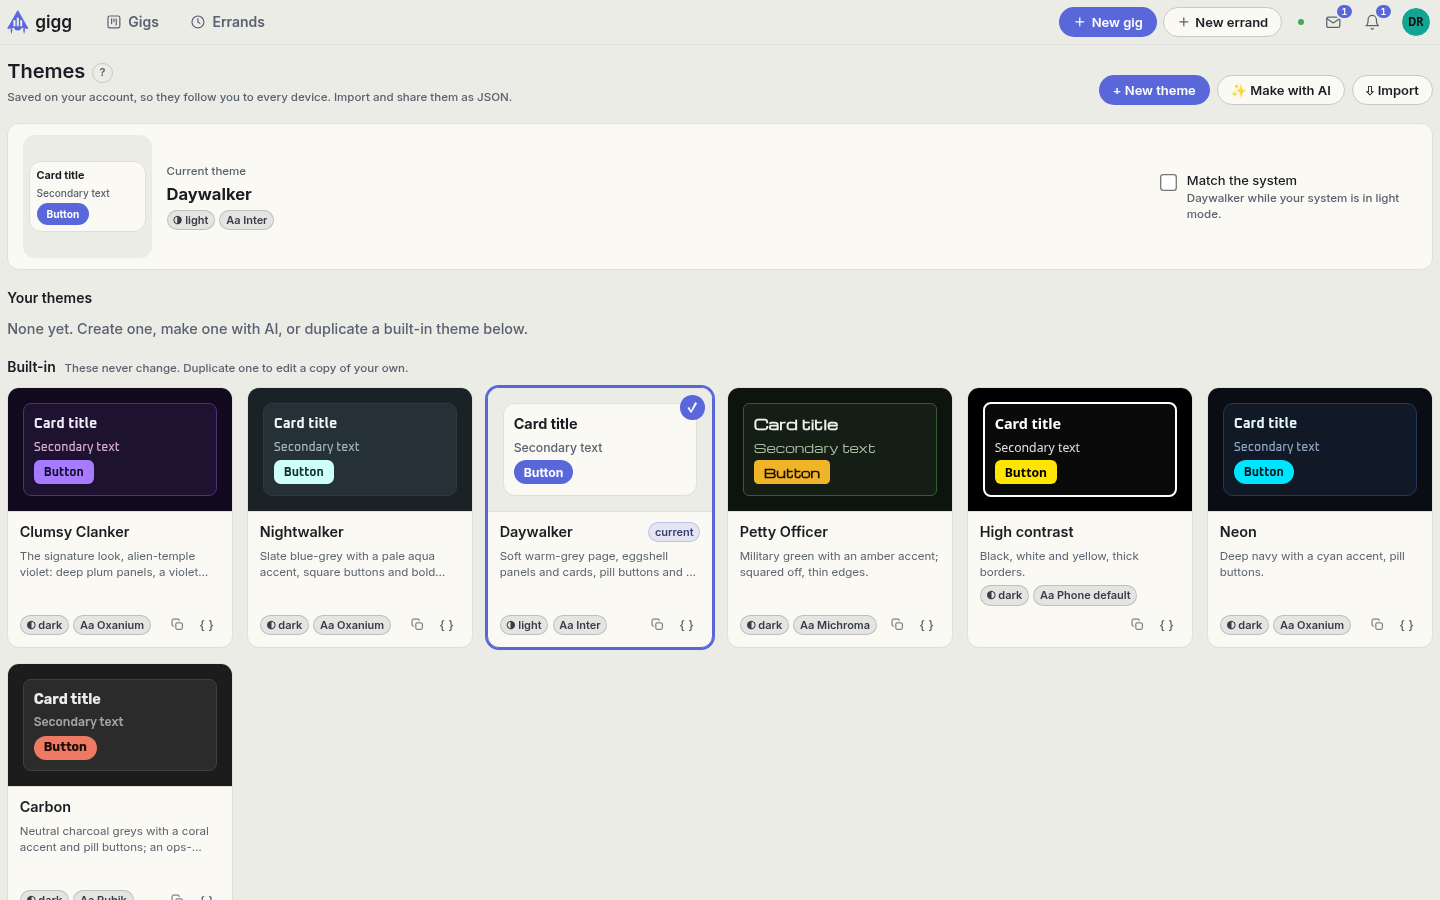 gigg
Gigs
Errands
+ New gig
+ New errand
1
1
DR
Themes ?
Saved on your account, so they follow you to every device. Import and share them as JSON.
+ New theme
✨ Make with AI
⇩ Import
Card title
Secondary text
Button
Current theme
Daywalker
light
Aa Inter
Match the system
Daywalker while your system is in light
mode.
Your themes
None yet. Create one, make one with AI, or duplicate a built-in theme below.
Built-in These never change. Duplicate one to edit a copy of your own.
Card title
Secondary text
Button
Clumsy Clanker
The signature look, alien-temple
violet: deep plum panels, a violet...
dark
Aa Oxanium
{ }
Card title
Secondary text
Button
Nightwalker
Slate blue-grey with a pale aqua
accent, square buttons and bold...
dark
Aa Oxanium
{ }
Card title
Secondary text
Button
Daywalker
current
Soft warm-grey page, eggshell
panels and cards, pill buttons and ...
light
Aa Inter
{ }
Card title
Secondary text
Button
Petty Officer
Military green with an amber accent;
squared off, thin edges.
dark
Aa Michroma
{ }
Card title
Secondary text
Button
High contrast
Black, white and yellow, thick
borders.
dark
Aa Phone default
{ }
Card title
Secondary text
Button
Neon
Deep navy with a cyan accent, pill
buttons.
dark
Aa Oxanium
{ }
Card title
Secondary text
Button
Carbon
Neutral charcoal greys with a coral
accent and pill buttons; an ops-...
dark
Aa Rubik
{ }